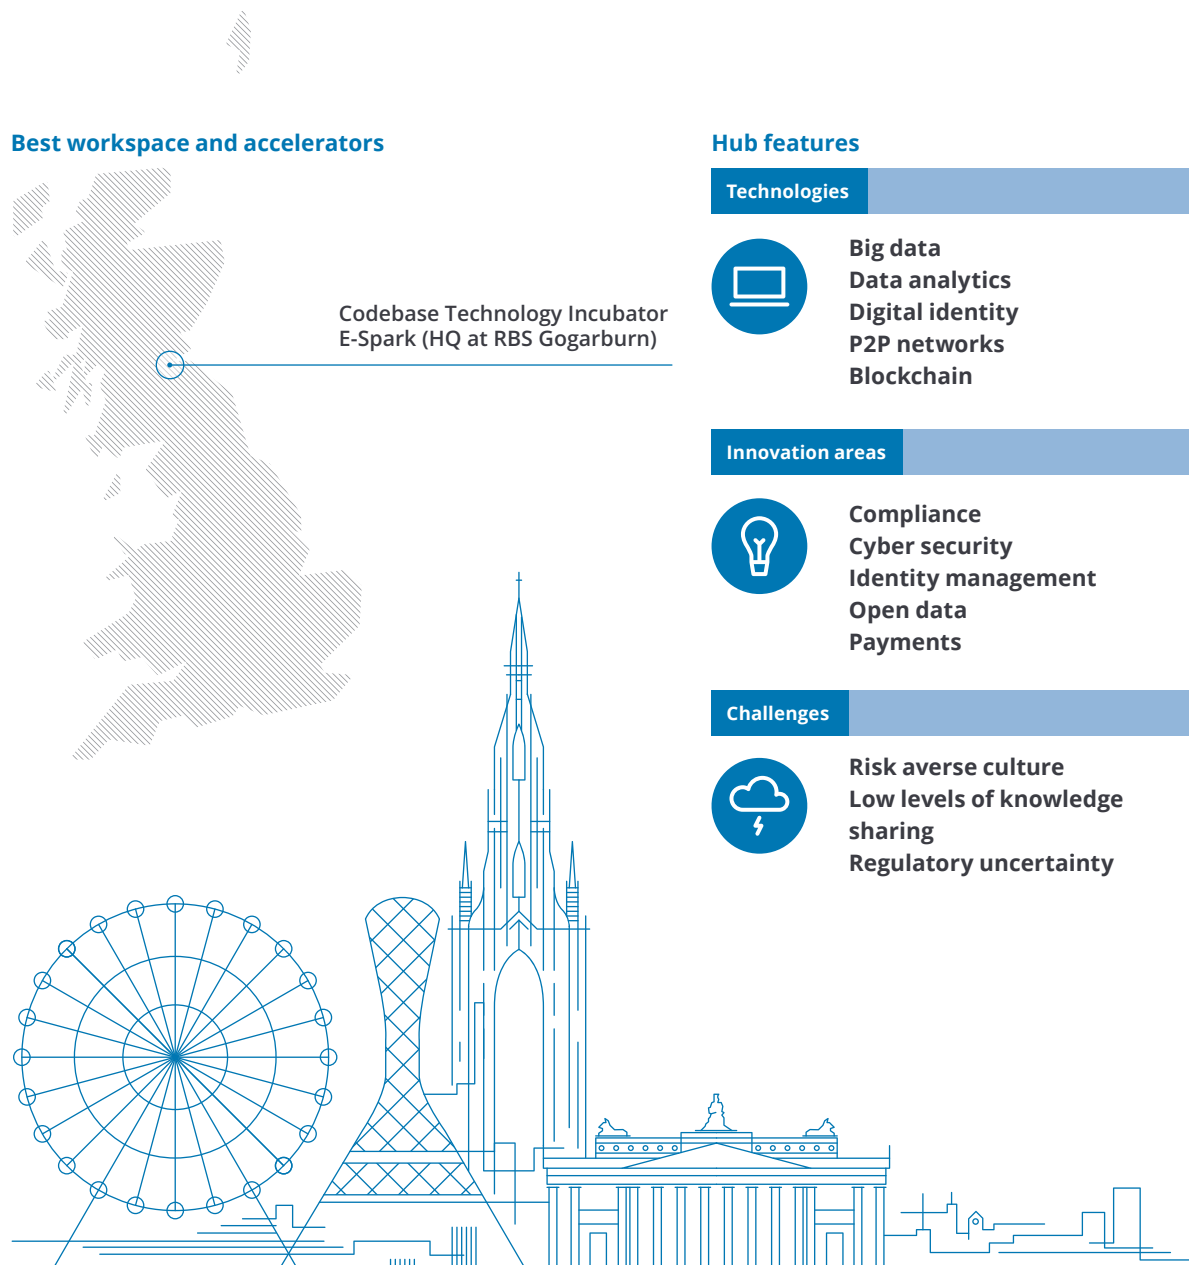 Best workspace and accelerators
Codebase Technology Incubator
E-Spark (HQ at RBS Gogarburn)
Hub features
Technologies
Big data
Data analytics
Digital identity
P2P networks
Blockchain
Innovation areas
Compliance
Cyber security
Identity management
Open data
Payments
Challenges
Risk averse culture
Low levels of knowledge
sharing
Regulatory uncertainty